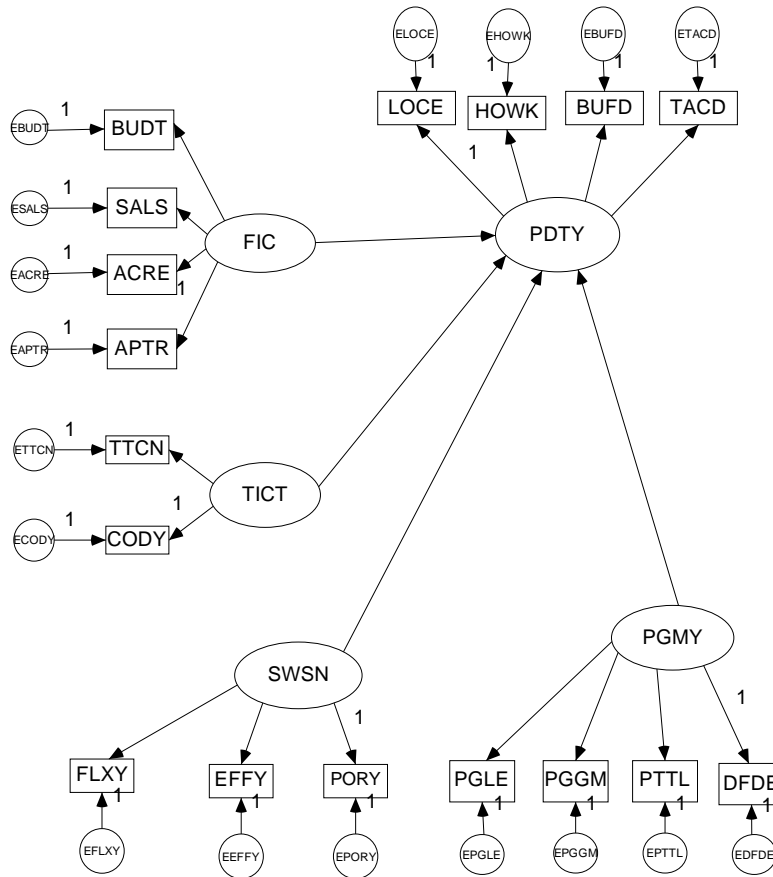 ELOCE EHOWK EBUFD ETACD
1 1 1 1
LOCE HOWK BUFD TACD
1
EBUDT 1 BUDT
ESALS 1 SALS
FIC PDTY
EACRE 1 ACRE 1
EAPTR 1 APTR
ETTCN 1 TTCN
TICT
1
ECODY 1 CODY
PGMY
SWSN
1 1
FLXY EFFY PORY PGLE PGGM PTTL DFDE
1 1 1 1 1 1 1
EFLXY EEFFY EPORY EPGLE EPGGM EPTTL EDFDE